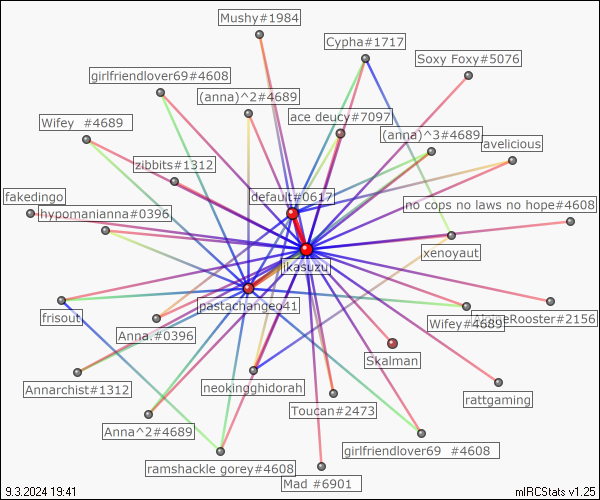 Mushy#1984
Cypha#1717
Soxy Foxy#5076
girlfriendlover69#4608
(anna)^2#4689
ace deucy#7097
Wifey #4689
(anna)^3#4689
avelicious
zibbits#1312
default#0617
fakedingo
hypomanianna#0396
no cops no laws no hope#4608
xenoyaut
ikasuzu
pastachangeo41
frisout
Anna.#0396
Wifey#4689
Rooster#2156
Skalman
Annarchist#1312
neokingghidorah
rattgaming
Toucan#2473
Anna^2#4689
girlfriendlover69 #4608
ramshackle gorey#4608
Mad #6901
9.3.2024 19:41
mIRCStats v1.25